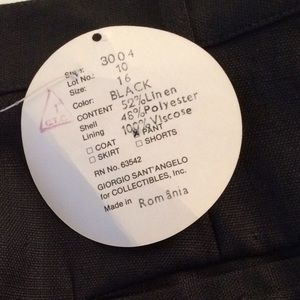 Style: 3004
Lot No.: 10
Size: 16
Color: BLACK
CONTENT 52%Linen
Shell 48%Polyester
Lining 100%Viscose
☐ COAT ☒ PANT
☐ SKIRT ☐ SHORTS
RN No. 63542
GIORGIO SANT'ANGELO
for COLLECTIBLES, Inc.
Made in România
C.T.C.